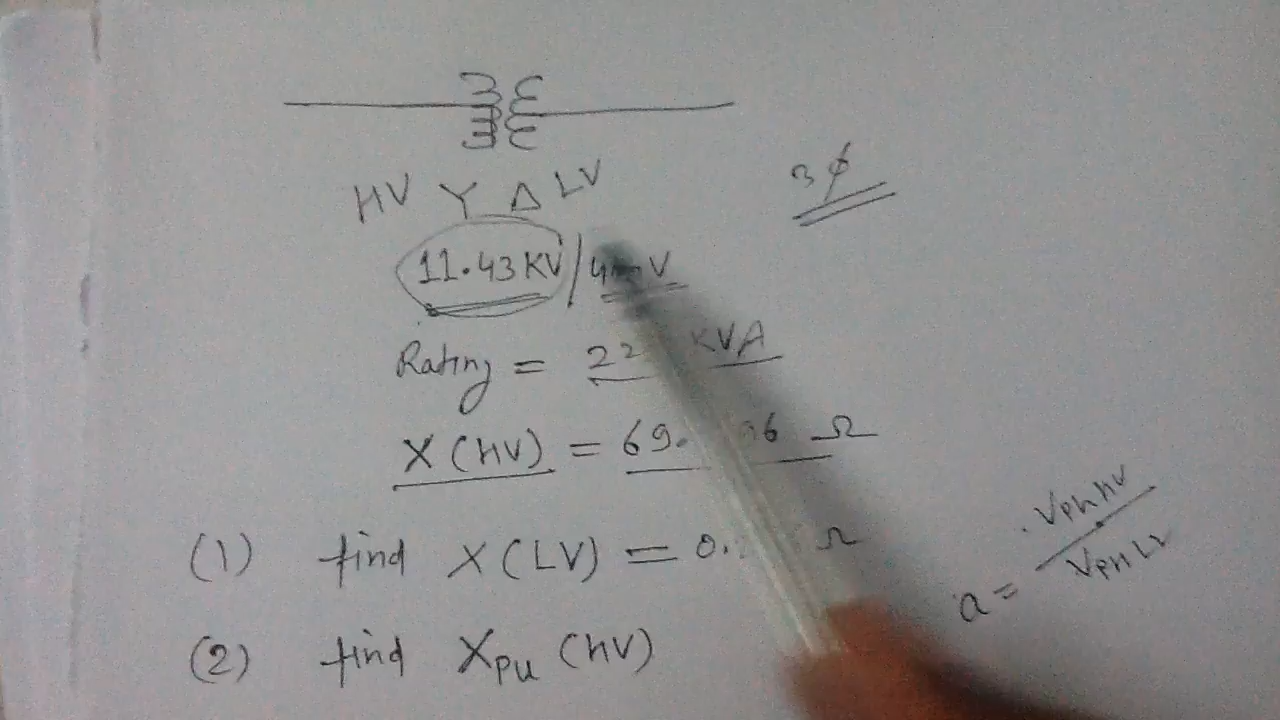 HV Y Δ LV
3φ
11.43 KV /
Rating = KVA
X (HV) = Ω
(1) find X (LV) = Ω
a = VPH HV / VPH LV
(2) find XPU (HV)